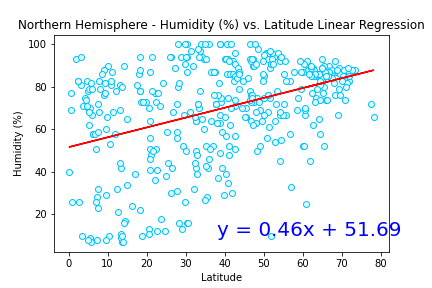 Northern Hemisphere - Humidity (%) vs. Latitude Linear Regression
100
80
60
40
20
Humidity (%)
y = 0.46x + 51.69
0 10 20 30 40 50 60 70 80
Latitude